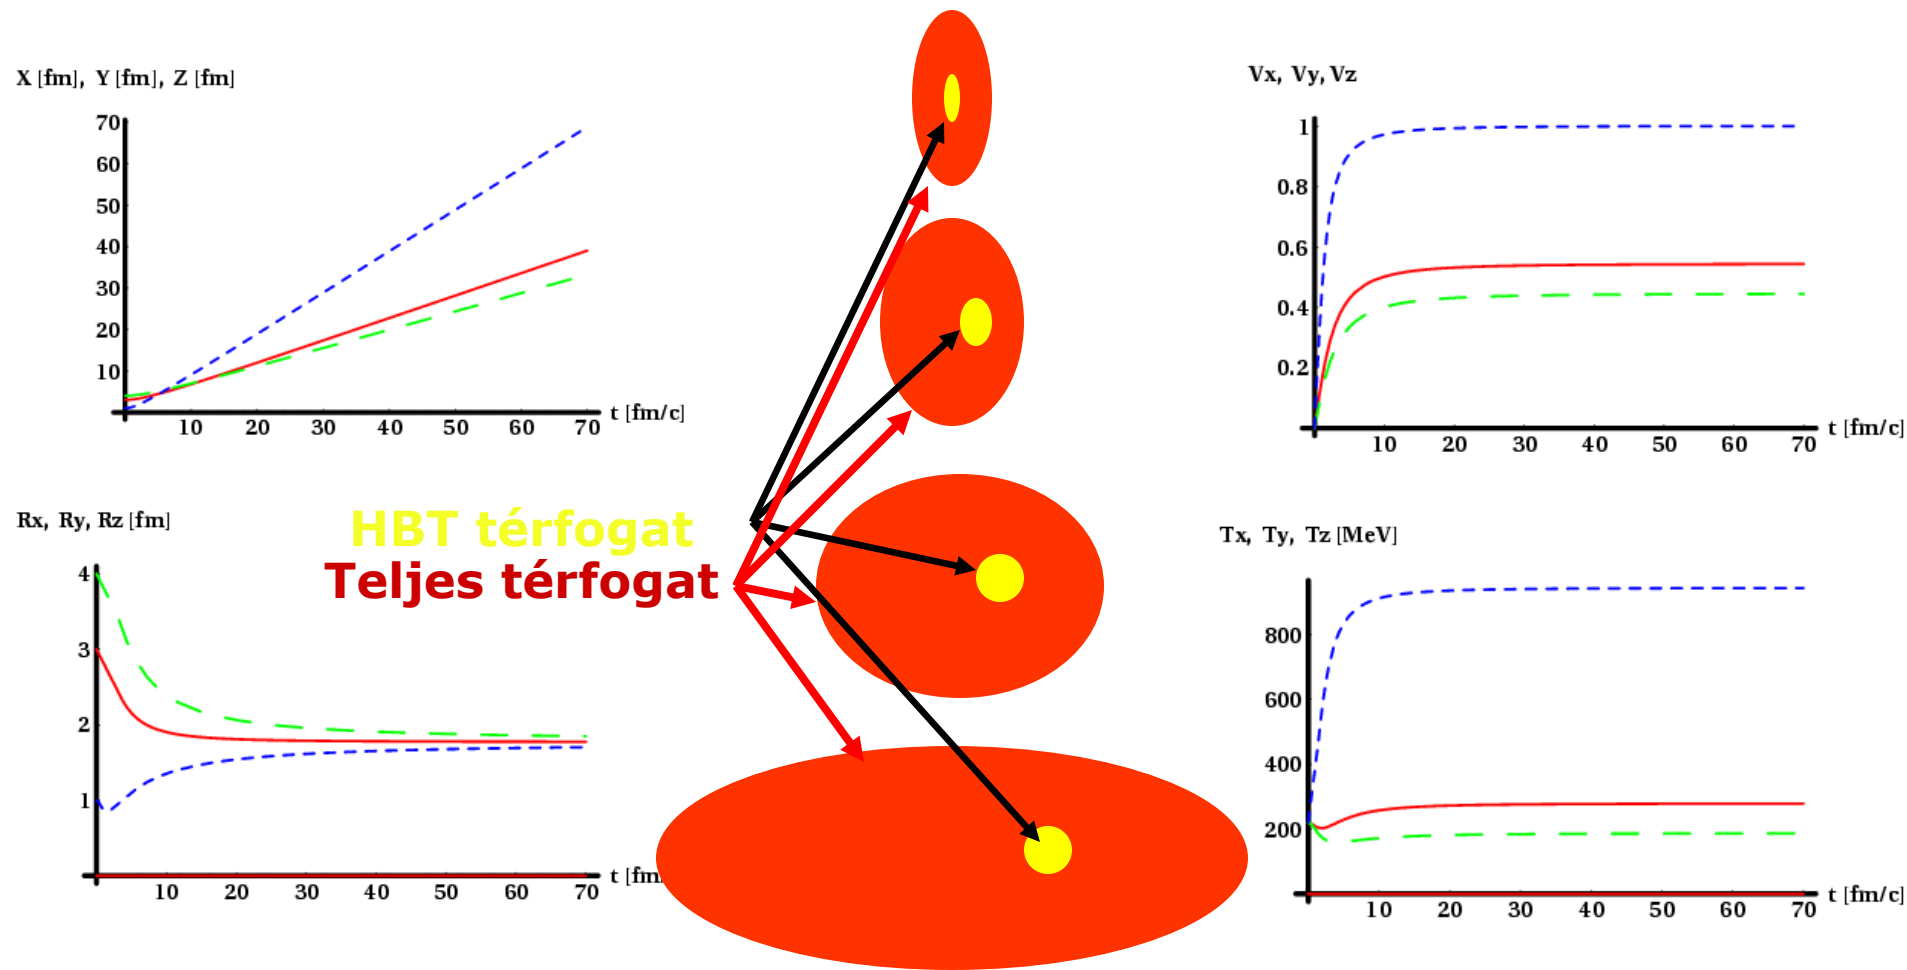 X [fm], Y [fm], Z [fm]
70
60
50
40
30
20
10
10 20 30 40 50 60 70
t [fm/c]
Vx, Vy, Vz
1
0.8
0.6
0.4
0.2
10 20 30 40 50 60 70
t [fm/c]
HBT térfogat
Teljes térfogat
Rx, Ry, Rz [fm]
4
3
2
1
10 20 30 40 50 60 70
t [fm
Tx, Ty, Tz [MeV]
800
600
400
200
10 20 30 40 50 60 70
t [fm/c]